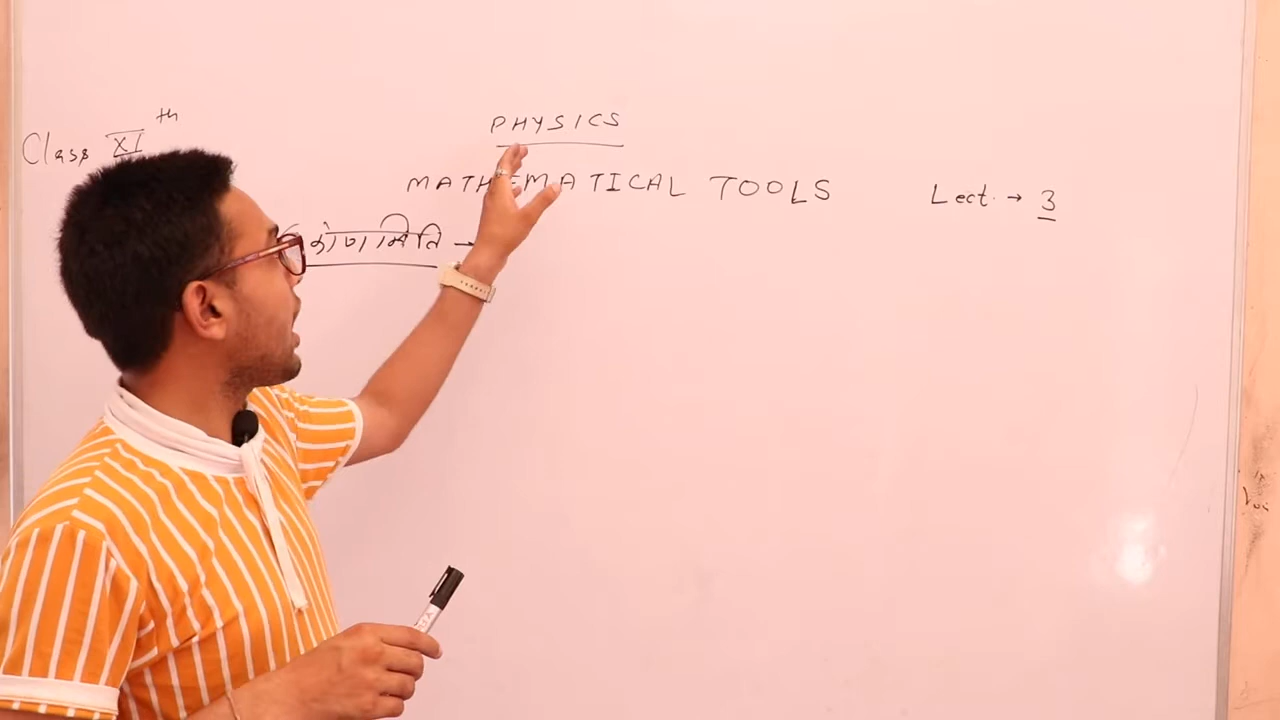 PHYSICS
Class XI th
MATHEMATICAL TOOLS
Lect. → 3
कोणमिति →